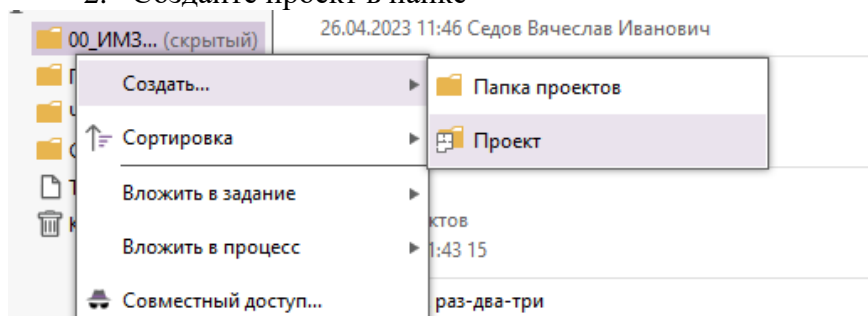 2. Создайте проект в папке
00_ИМЗ... (скрытый)
26.04.2023 11:46 Седов Вячеслав Иванович
Создать...
Папка проектов
Сортировка
Проект
Вложить в задание
Вложить в процесс
ктов
1:43 15
Совместный доступ...
раз-два-три